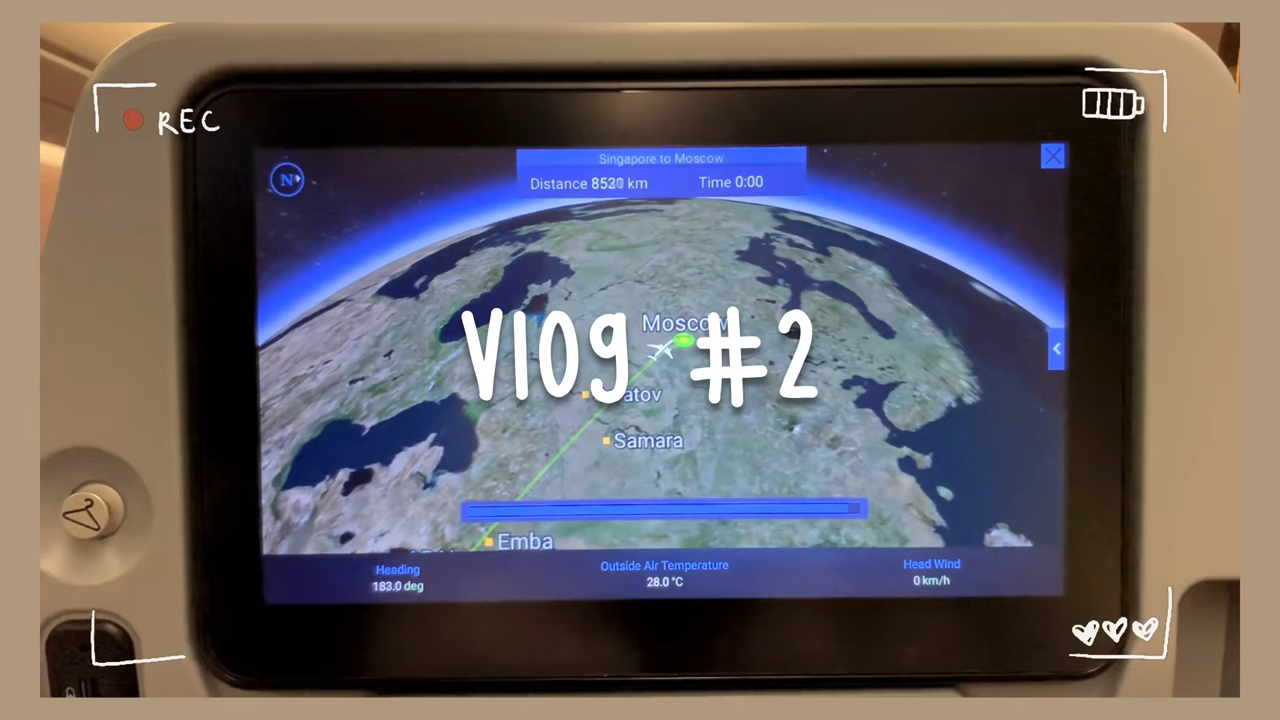 REC
Singapore to Moscow
Distance km
Time 0:00
N
Moscow
Vlog #2
Samara
Emba
Heading
183.0 deg
Outside Air Temperature
28.0 °C
Head Wind
0 km/h